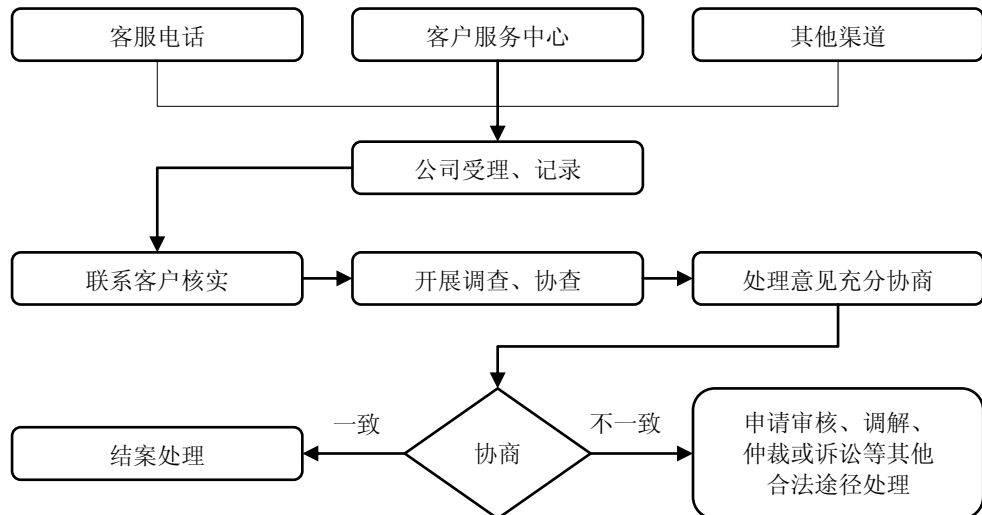 客服电话
客户服务中心
其他渠道
公司受理、记录
联系客户核实
开展调查、协查
处理意见充分协商
一致
不一致
结案处理
协商
申请审核、调解、
仲裁或诉讼等其他
合法途径处理